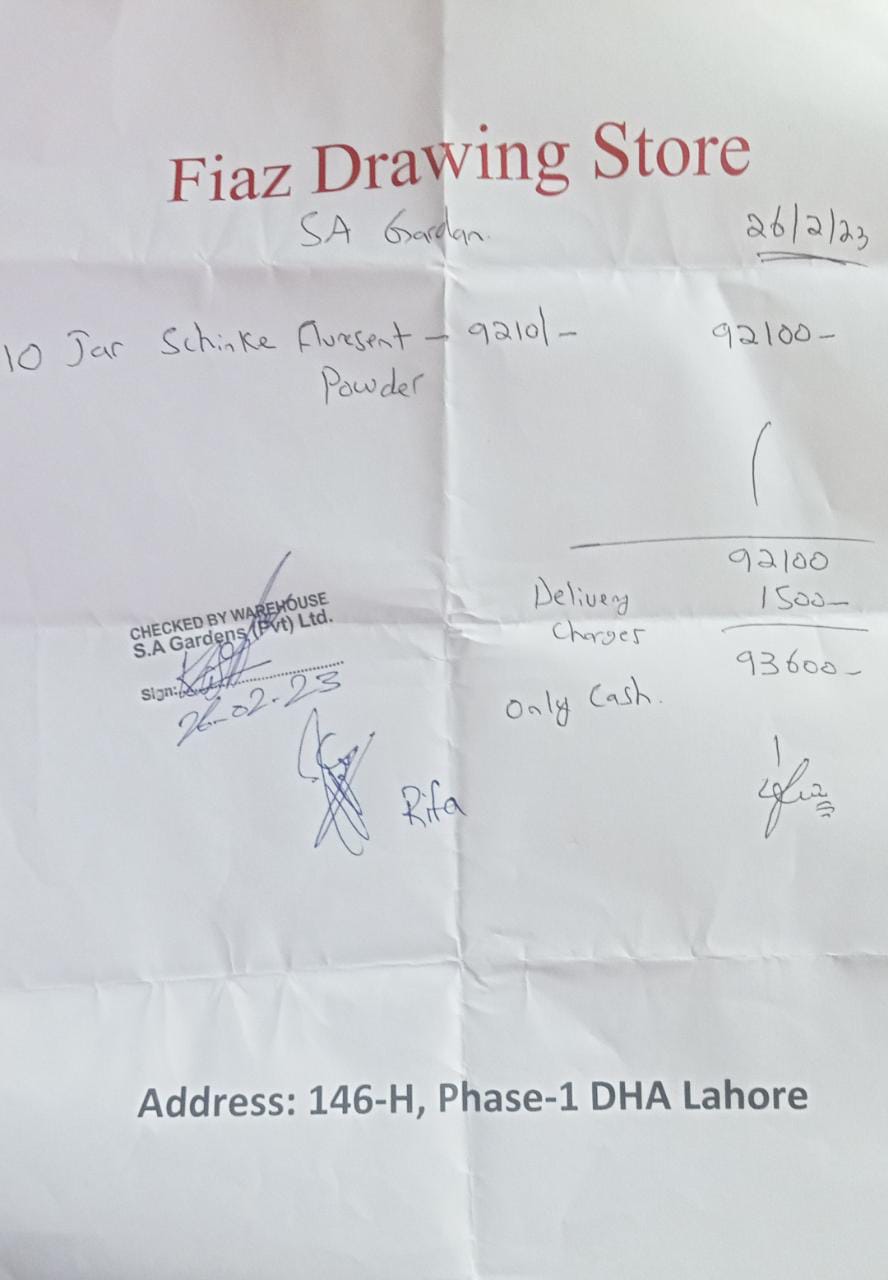 Fiaz Drawing Store
SA Gardan.
26/2/23
10 Jar Schinke Fluresent – 9210/– 92100–
Powder
92100
Delivery 1500–
Charges
93600–
Only Cash.
CHECKED BY WAREHOUSE
S.A Gardens (Pvt) Ltd.
Sign:
26-02-23
Rifa
Address: 146-H, Phase-1 DHA Lahore